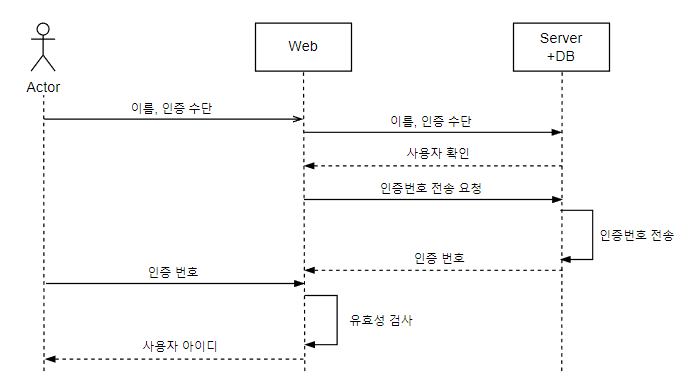 Actor
Web
Server
+DB
이름, 인증 수단
이름, 인증 수단
사용자 확인
인증번호 전송 요청
인증번호 전송
인증 번호
인증 번호
유효성 검사
사용자 아이디